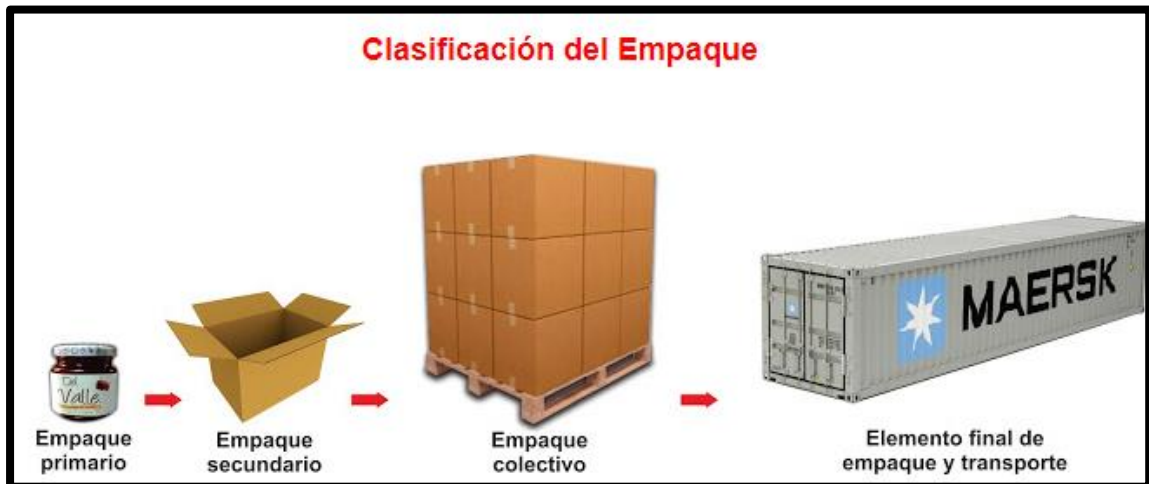 Clasificación del Empaque
Del
Valle
MAERSK
Empaque
primario
Empaque
secundario
Empaque
colectivo
Elemento final de
empaque y transporte